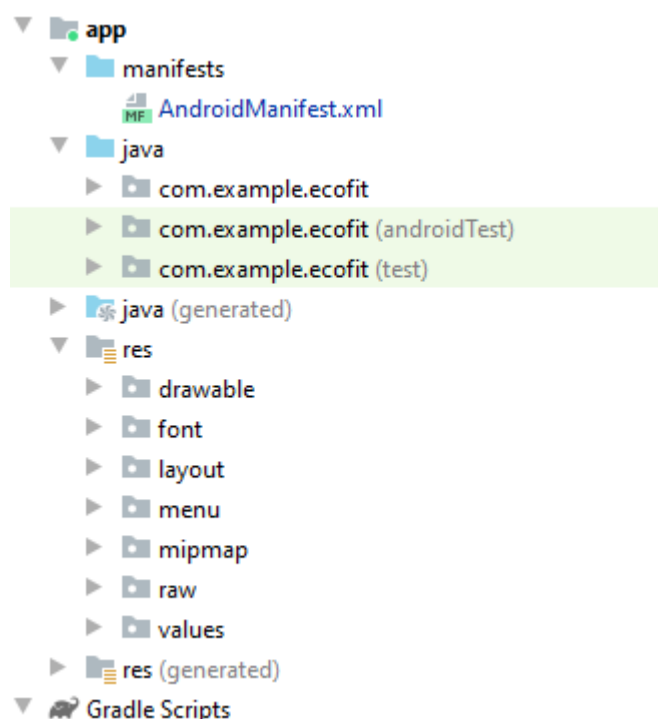 app
manifests
MF AndroidManifest.xml
java
com.example.ecofit
com.example.ecofit (androidTest)
com.example.ecofit (test)
java (generated)
res
drawable
font
layout
menu
mipmap
raw
values
res (generated)
Gradle Scripts